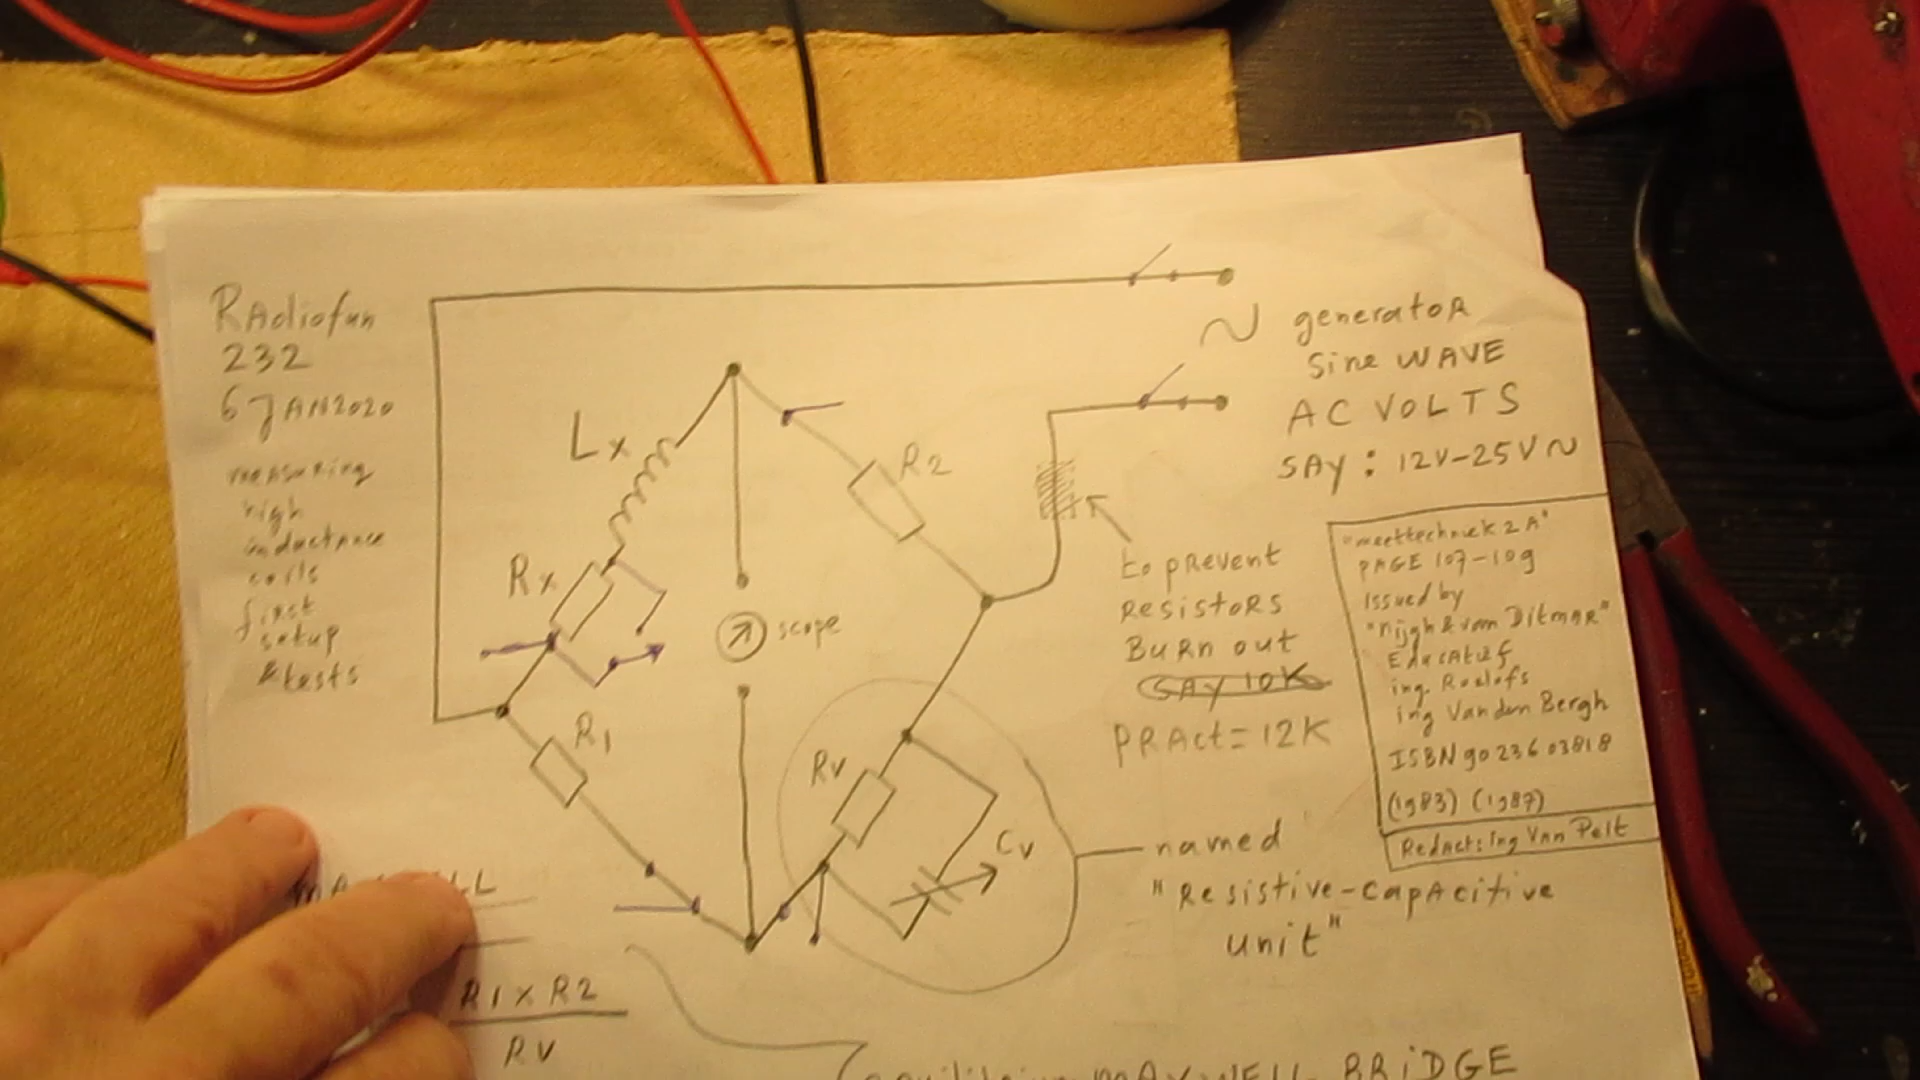 RAdiofun
232
6 JAN 2020
measuring
high
inductance
coils
first
setup
& tests
Lx
Rx
R1
R2
scope
Rv
Cv
generatoR
Sine WAVE
AC VOLTS
SAY : 12V-25V ~
to prevent
Resistors
Burn out
SAY 10K
PRAct = 12K
"meettechniek 2A"
PAGE 107-109
Issued by
"Nijgh & van DitmaR"
Educatief
ing. Roelofs
ing Van den Bergh
ISBN 90 236 03818
(1983) (1987)
Redact: ing Van Pelt
named
"Resistive-capAcitive
unit"
R1 x R2
RV
MAXWELL BRiDGE